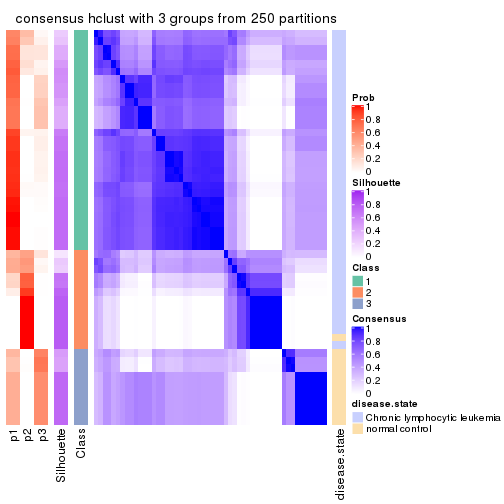 consensus hclust with 3 groups from 250 partitions
Prob
1
0.8
0.6
0.4
0.2
0
Silhouette
1
0.8
0.6
0.4
0.2
0
Class
1
2
3
Consensus
1
0.8
0.6
0.4
0.2
0
disease.state
Chronic lymphocytic leukemia
normal control
p1
p2
p3
Silhouette
Class
disease.state